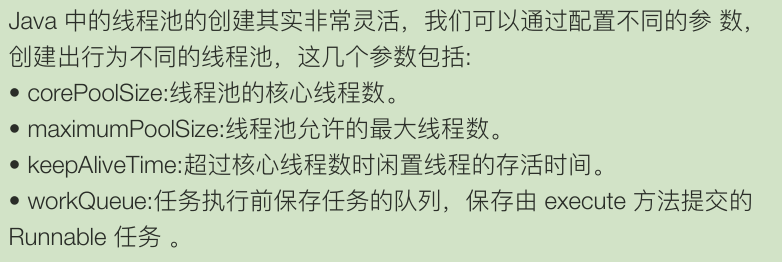 Java 中的线程池的创建其实非常灵活，我们可以通过配置不同的参 数，
创建出行为不同的线程池，这几个参数包括:
• corePoolSize:线程池的核心线程数。
• maximumPoolSize:线程池允许的最大线程数。
• keepAliveTime:超过核心线程数时闲置线程的存活时间。
• workQueue:任务执行前保存任务的队列，保存由 execute 方法提交的
Runnable 任务 。